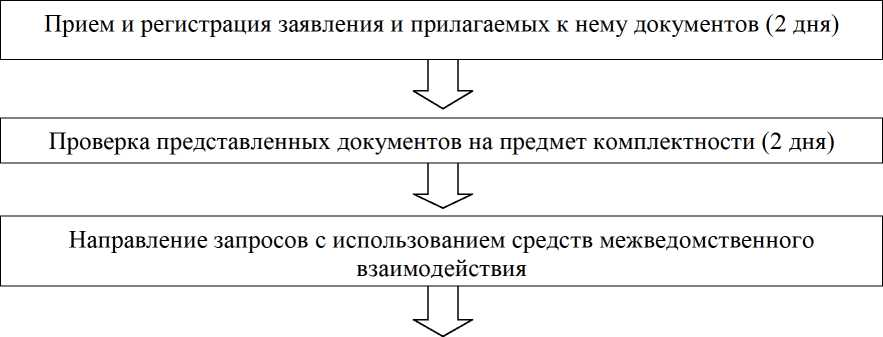 Прием и регистрация заявления и прилагаемых к нему документов (2 дня)
Проверка представленных документов на предмет комплектности (2 дня)
Направление запросов с использованием средств межведомственного
взаимодействия